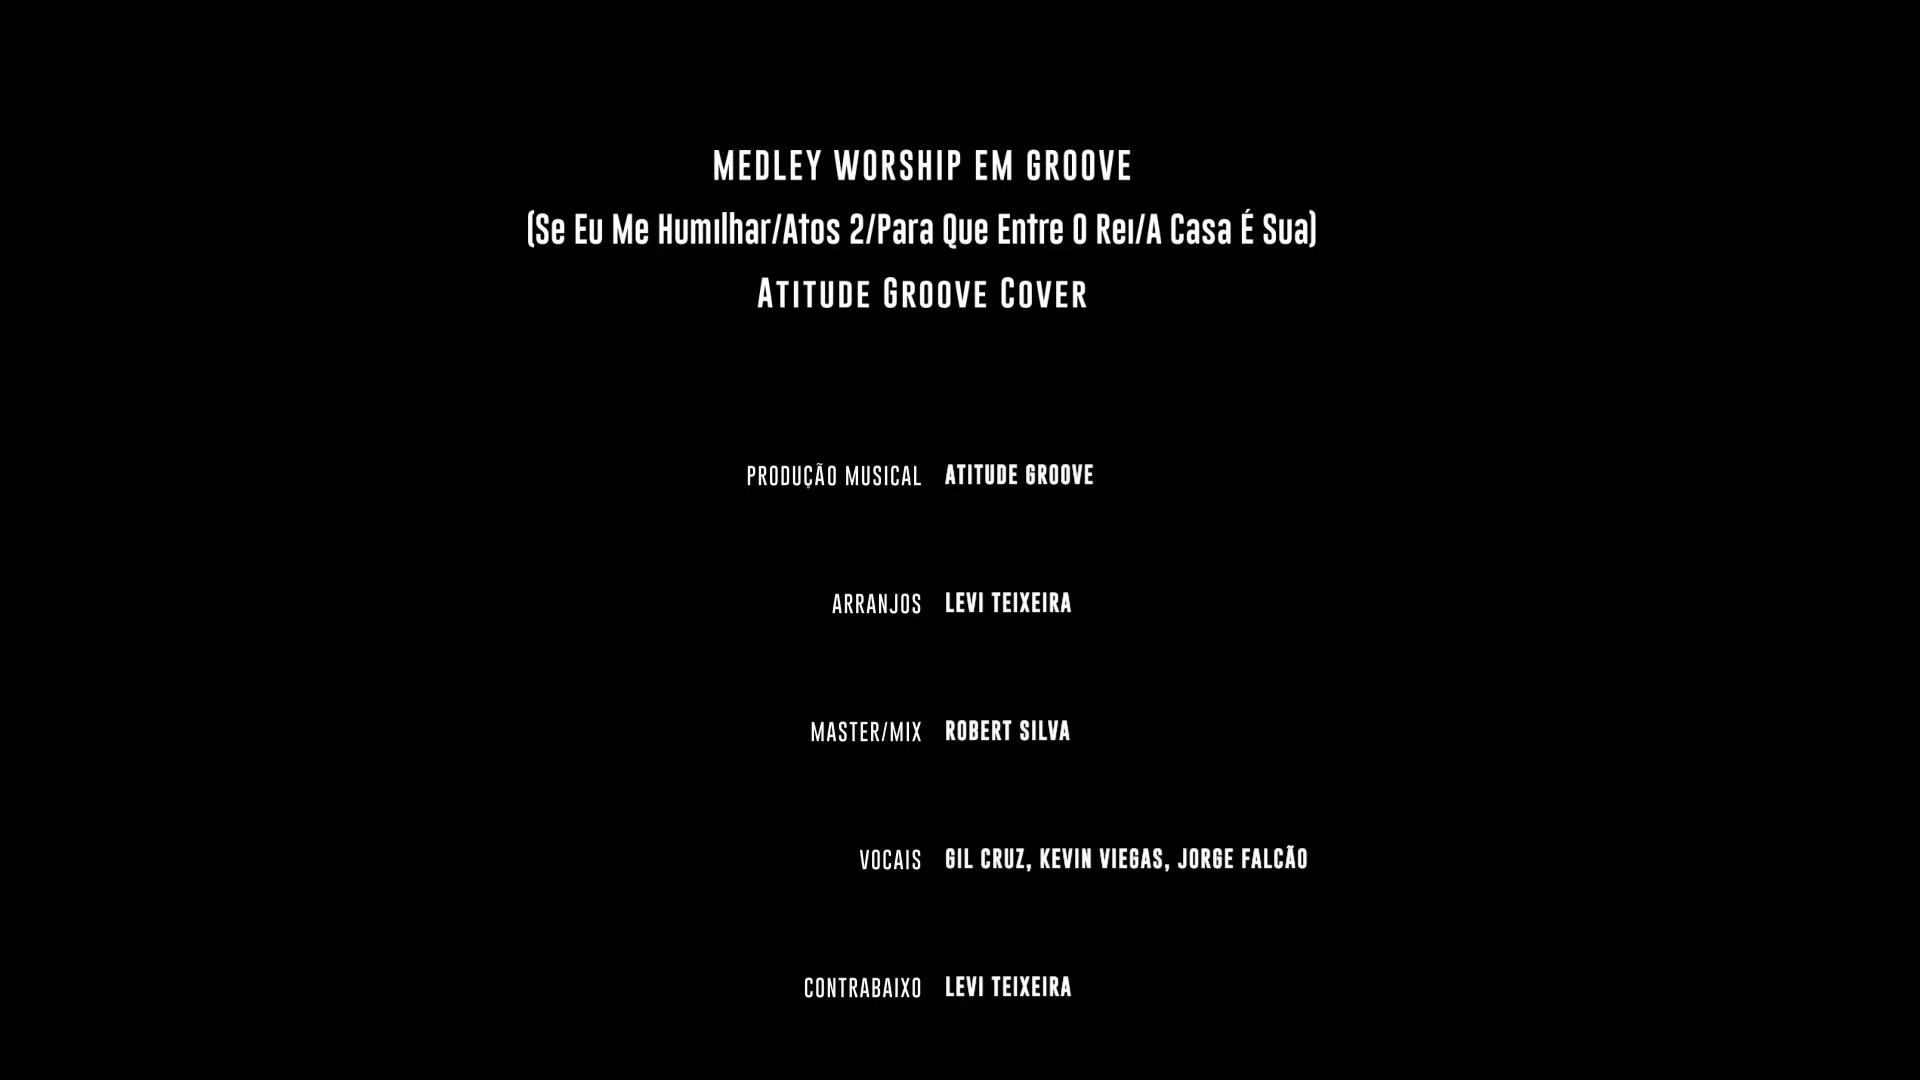 MEDLEY WORSHIP EM GROOVE
(Se Eu Me Humılhar/Atos 2/Para Que Entre O Reı/A Casa É Sua)
Atitude Groove Cover
PRODUÇÃO MUSICAL ATITUDE GROOVE
ARRANJOS LEVI TEIXEIRA
MASTER/MIX ROBERT SILVA
VOCAIS GIL CRUZ, KEVIN VIEGAS, JORGE FALCÃO
CONTRABAIXO LEVI TEIXEIRA